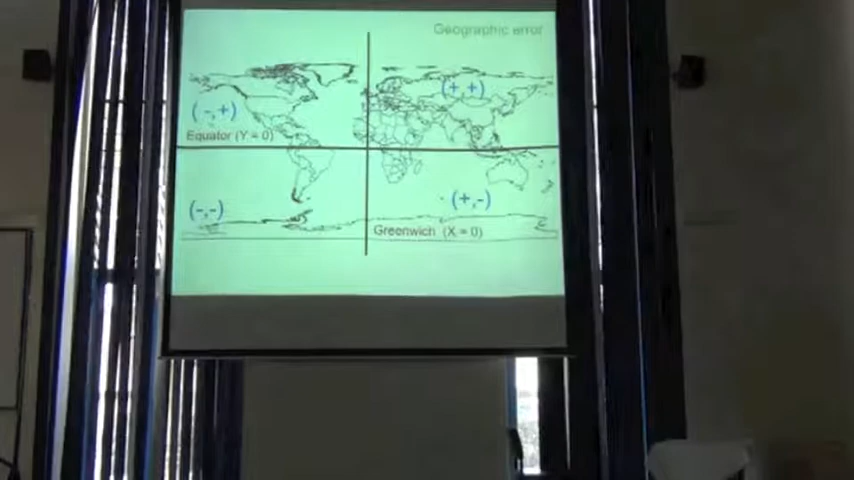 Geographic error
(+,+)
(-,+)
Equator (Y = 0)
(-,-)
(+,-)
Greenwich (X = 0)